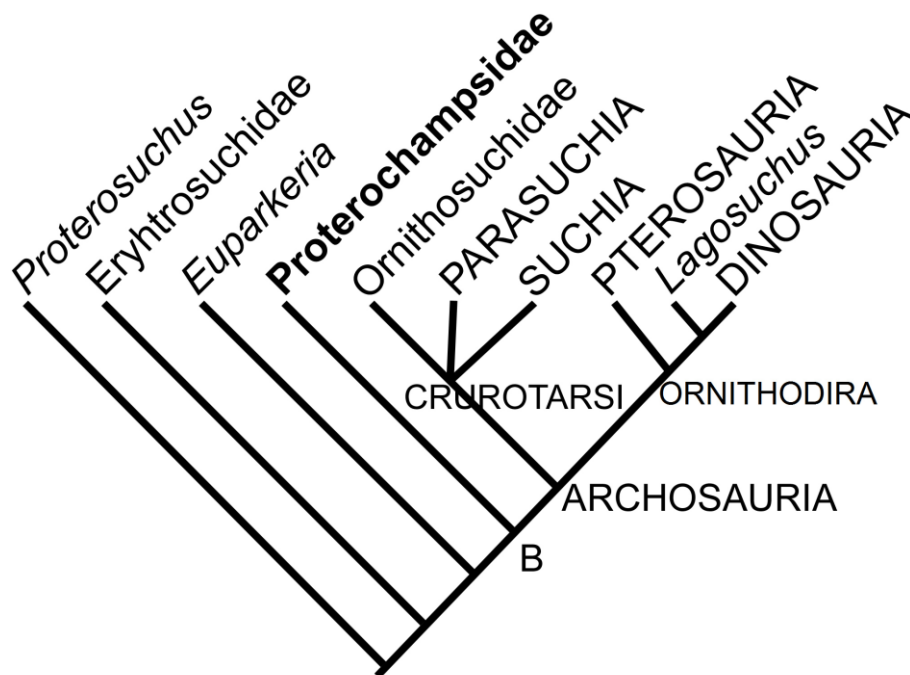 Proterosuchus
Eryhtrosuchidae
Euparkeria
Proterochampsidae
Ornithosuchidae
PARASUCHIA
SUCHIA
PTEROSAURIA
Lagosuchus
DINOSAURIA
CRUROTARSI
ORNITHODIRA
ARCHOSAURIA
B